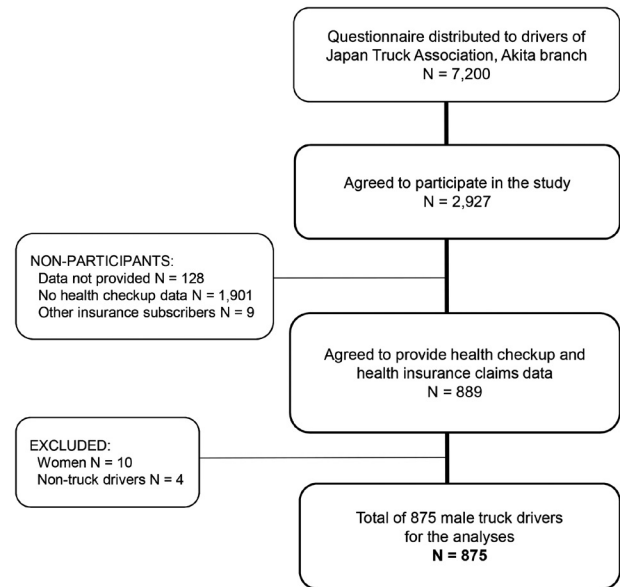 Questionnaire distributed to drivers of
Japan Truck Association, Akita branch
N = 7,200
Agreed to participate in the study
N = 2,927
NON-PARTICIPANTS:
Data not provided N = 128
No health checkup data N = 1,901
Other insurance subscribers N = 9
Agreed to provide health checkup and
health insurance claims data
N = 889
EXCLUDED:
Women N = 10
Non-truck drivers N = 4
Total of 875 male truck drivers
for the analyses
N = 875